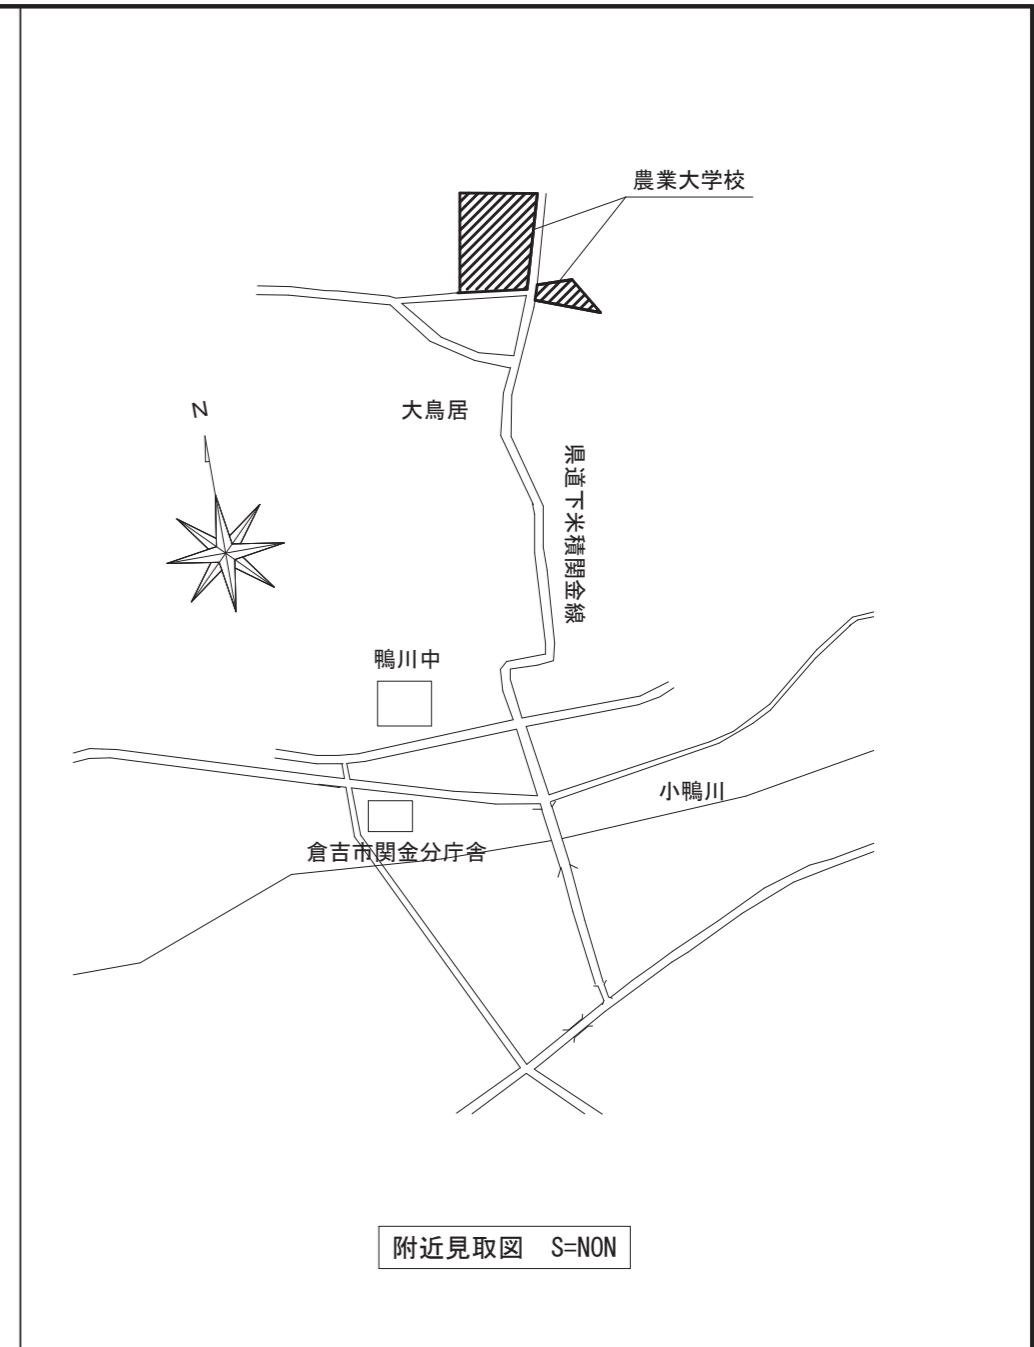 農業大学校
大鳥居
N
県道下米積関金線
鴨川中
小鴨川
倉吉市関金分庁舎
附近見取図 S=NON